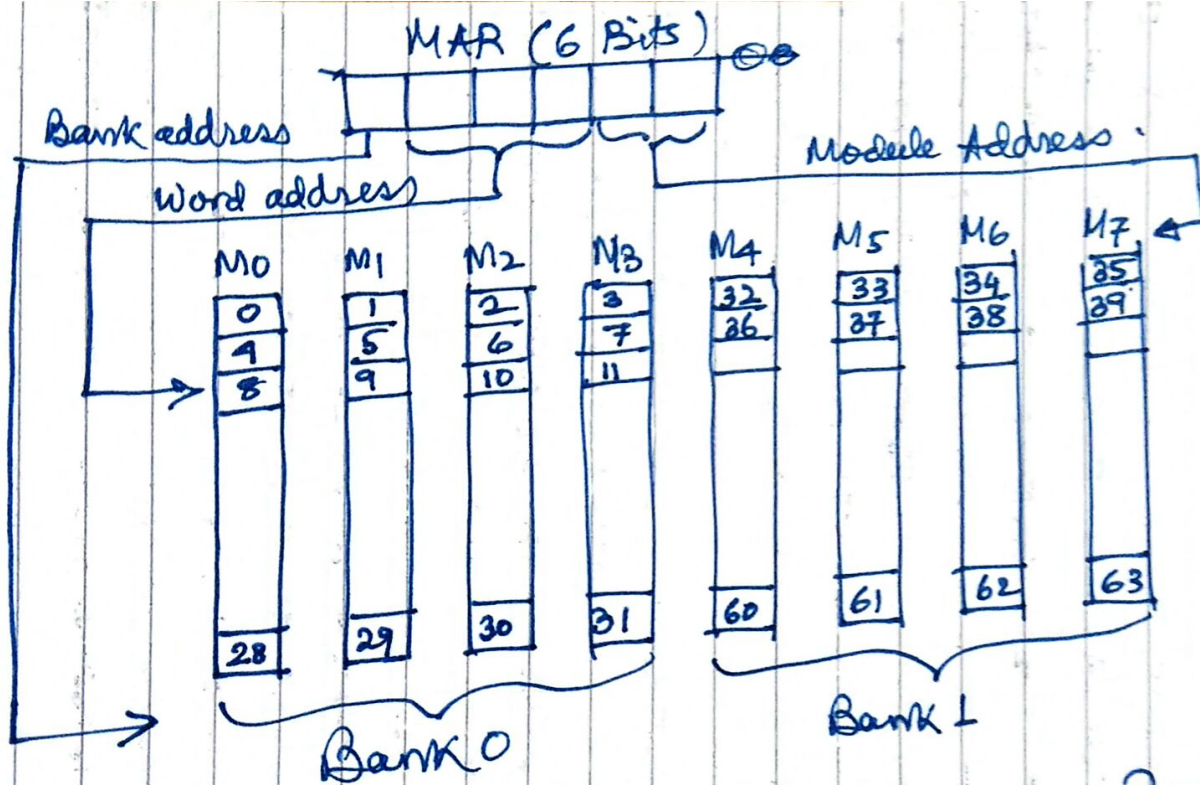 MAR (6 Bits)
Bank address
Module Address
Word address
M0 M1 M2 M3 M4 M5 M6 M7
0 1 2 3 32 33 34 35
4 5 6 7 36 37 38 39
8 9 10 11
28 29 30 31 60 61 62 63
Bank 0
Bank 1